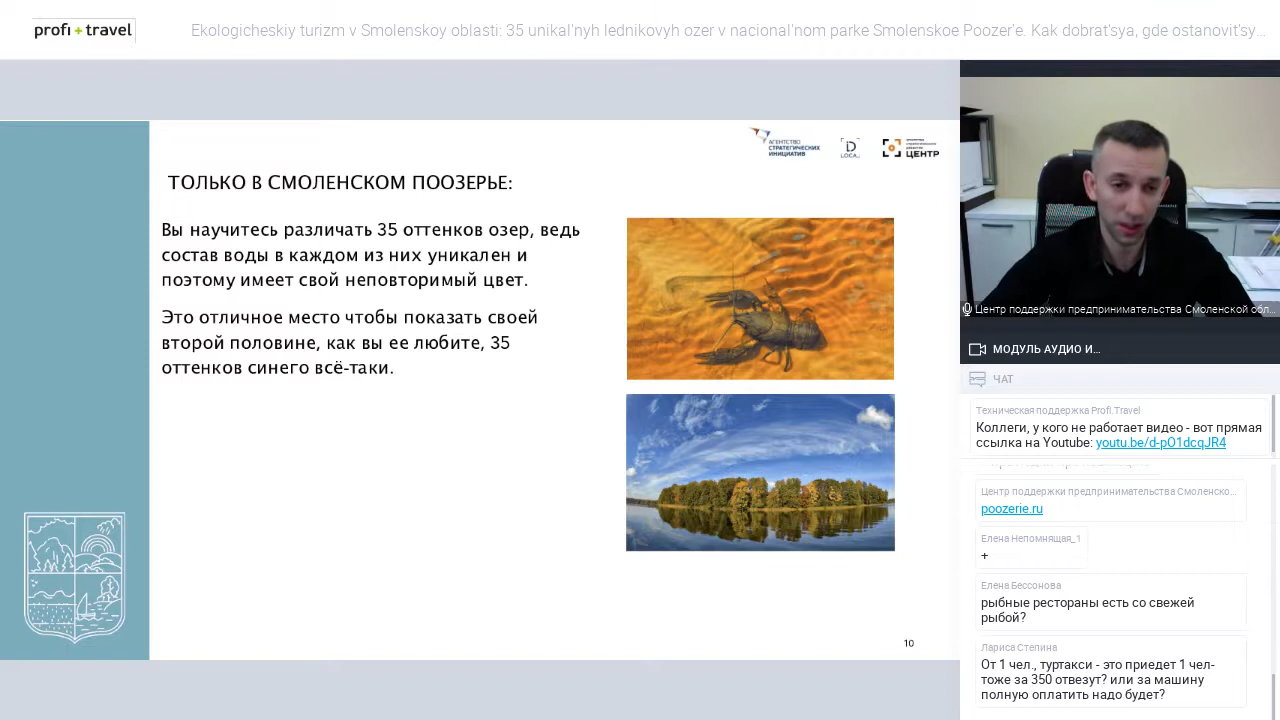 profi + travel
Ekologicheskiy turizm v Smolenskoy oblasti: 35 unikal'nyh lednikovyh ozer v nacional'nom parke Smolenskoe Poozer'e. Kak dobrat'sya, gde ostanovit'sy...
АГЕНТСТВО
СТРАТЕГИЧЕСКИХ
ИНИЦИАТИВ
D
LOCA
ЦЕНТР
ТОЛЬКО В СМОЛЕНСКОМ ПООЗЕРЬЕ:
Вы научитесь различать 35 оттенков озер, ведь
состав воды в каждом из них уникален и
поэтому имеет свой неповторимый цвет.
Это отличное место чтобы показать своей
второй половине, как вы ее любите, 35
оттенков синего всё-таки.
10
Центр поддержки предпринимательства Смоленской обл...
МОДУЛЬ АУДИО И...
ЧАТ
Техническая поддержка Profi.Travel
Коллеги, у кого не работает видео - вот прямая
ссылка на Youtube: youtu.be/d-pO1dcqJR4
Центр поддержки предпринимательства Смоленско...
poozerie.ru
Елена Непомнящая_1
+
Елена Бессонова
рыбные рестораны есть со свежей
рыбой?
Лариса Степина
От 1 чел., туртакси - это приедет 1 чел-
тоже за 350 отвезут? или за машину
полную оплатить надо будет?